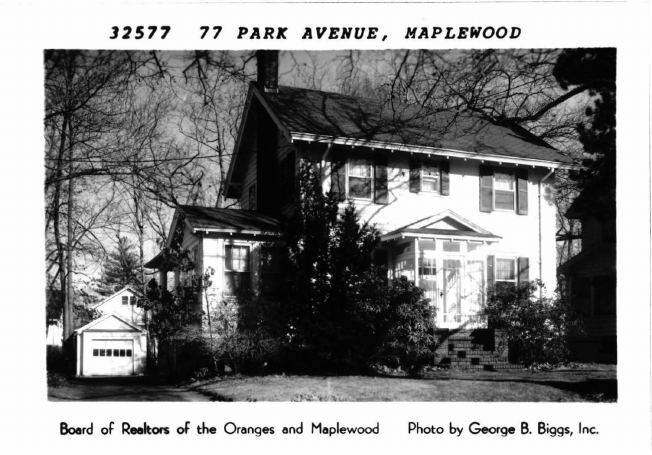 32577 77 PARK AVENUE, MAPLEWOOD
Board of Realtors of the Oranges and Maplewood Photo by George B. Biggs, Inc.